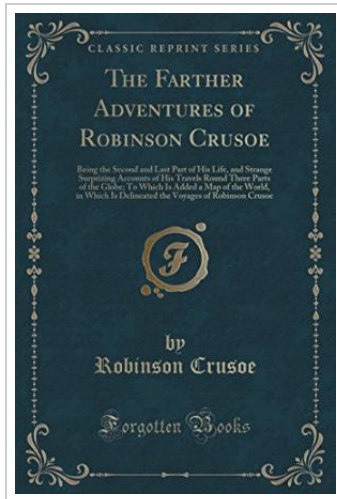 CLASSIC REPRINT SERIES
THE FARTHER
ADVENTURES OF
ROBINSON CRUSOE
Being the Second and Last Part of His Life, and Strange
Surprizing Accounts of His Travels Round Three Parts
of the Globe; To Which Is Added a Map of the World,
in Which Is Delineated the Voyages of Robinson Crusoe
F
by
Robinson Crusoe
Forgotten Books